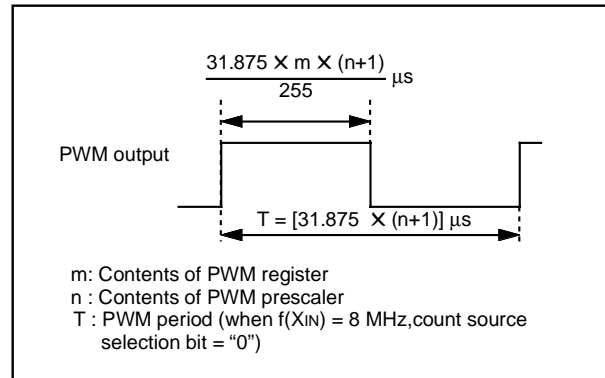 31.875 X m X (n+1)
255
μs
PWM output
T = [31.875 X (n+1)] μs
m: Contents of PWM register
n : Contents of PWM prescaler
T : PWM period (when f(XIN) = 8 MHz,count source
selection bit = “0”)